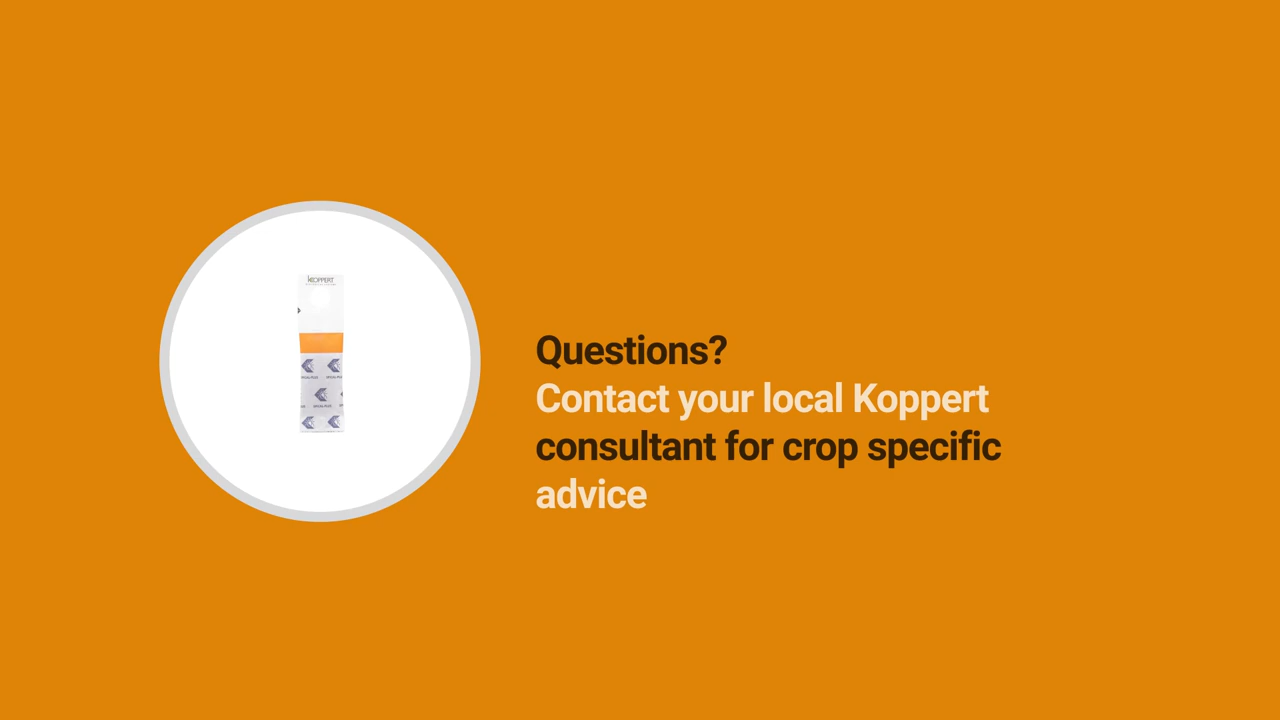 KOPPERT
Questions?
Contact your local Koppert
consultant for crop specific
advice